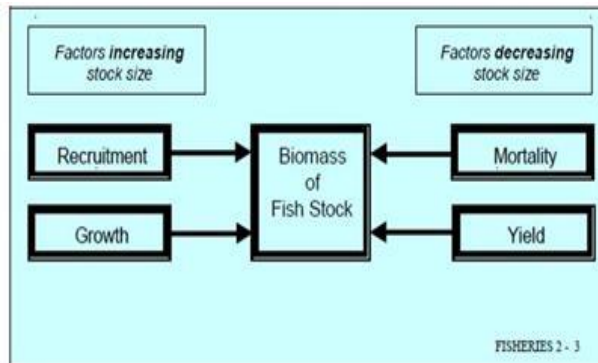 Factors increasing
stock size
Factors decreasing
stock size
Recruitment
Biomass
of
Fish Stock
Mortality
Growth
Yield
FISHERIES 2 - 3